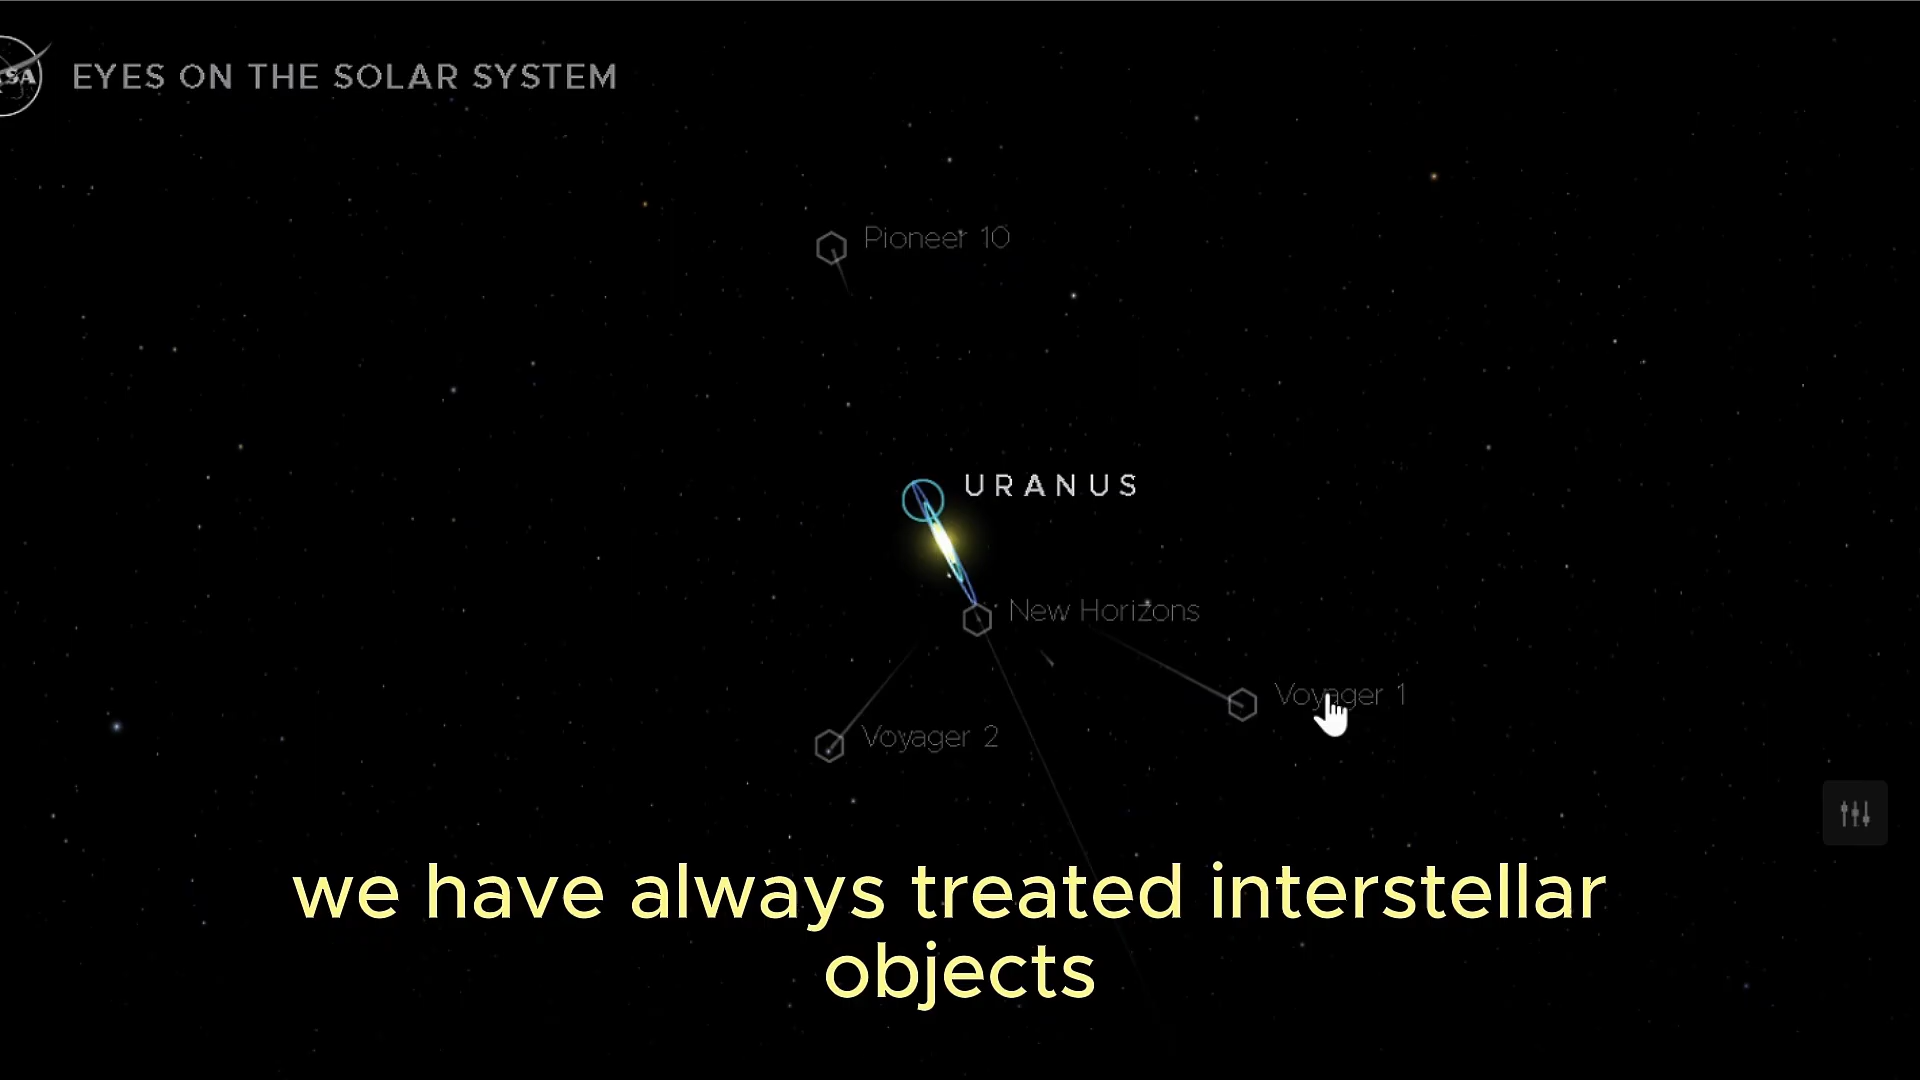 SA
EYES ON THE SOLAR SYSTEM
Pioneer 10
URANUS
New Horizons
Voyager 1
Voyager 2
we have always treated interstellar
objects